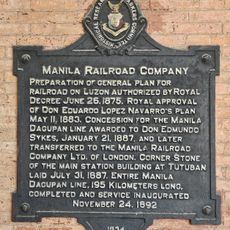 MANILA RAILROAD COMPANY
PREPARATION OF GENERAL PLAN FOR
RAILROAD ON LUZON AUTHORIZED BY ROYAL
DECREE JUNE 25, 1875. ROYAL APPROVAL
OF DON EDUARDO LOPEZ NAVARRO'S PLAN
MAY 11, 1883. CONCESSION FOR THE MANILA
DAGUPAN LINE AWARDED TO DON EDMUNDO
SYKES, JANUARY 21, 1887, AND LATER
TRANSFERRED TO THE MANILA RAILROAD
COMPANY LTD. OF LONDON. CORNER STONE
OF THE MAIN STATION BUILDING AT TUTUBAN
LAID JULY 31, 1887. ENTIRE MANILA
DAGUPAN LINE, 195 KILOMETERS LONG,
COMPLETED AND SERVICE INAUGURATED
NOVEMBER 24, 1892
1934